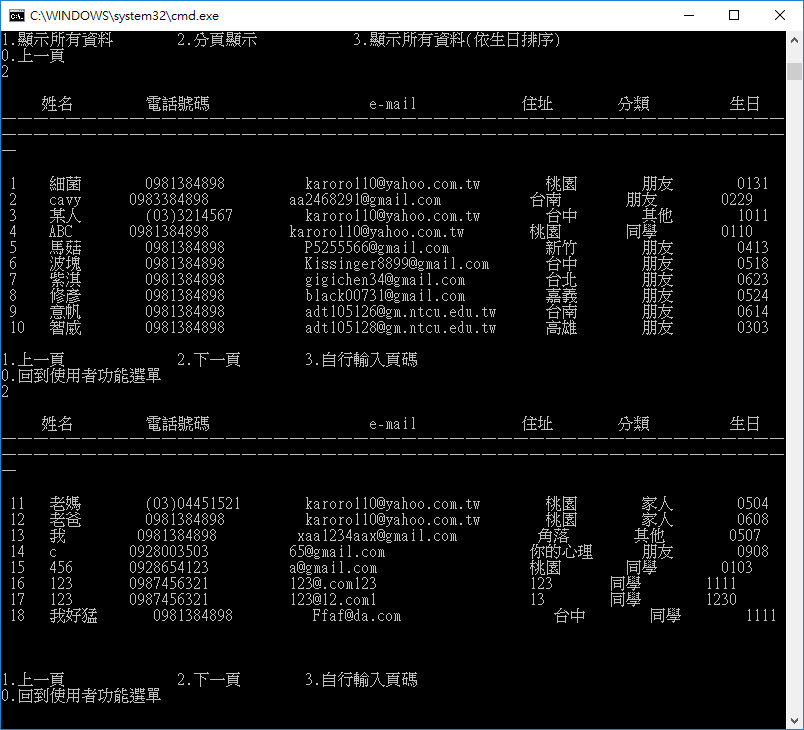 C:\WINDOWS\system32\cmd.exe
1.顯示所有資料 2.分頁顯示 3.顯示所有資料(依生日排序)
0.上一頁
2
姓名 電話號碼 e-mail 住址 分類 生日
1 細菌 0981384898 karoro110@yahoo.com.tw 桃園 朋友 0131
2 cavy 0983384898 aa2468291@gmail.com 台南 朋友 0229
3 某人 (03)3214567 karoro110@yahoo.com.tw 台中 其他 1011
4 ABC 0981384898 karoro110@yahoo.com.tw 桃園 同學 0110
5 馬菇 0981384898 P5255566@gmail.com 新竹 朋友 0413
6 波塊 0981384898 Kissinger8899@gmail.com 台中 朋友 0518
7 紫淇 0981384898 gigichen34@gmail.com 台北 朋友 0623
8 修彥 0981384898 black00731@gmail.com 嘉義 朋友 0524
9 意帆 0981384898 adt105126@gm.ntcu.edu.tw 台南 朋友 0614
10 智威 0981384898 adt105128@gm.ntcu.edu.tw 高雄 朋友 0303
1.上一頁 2.下一頁 3.自行輸入頁碼
0.回到使用者功能選單
2
姓名 電話號碼 e-mail 住址 分類 生日
11 老媽 (03)04451521 karoro110@yahoo.com.tw 桃園 家人 0504
12 老爸 0981384898 karoro110@yahoo.com.tw 桃園 家人 0608
13 我 0981384898 xaa1234aax@gmail.com 角落 其他 0507
14 c 0928003503 65@gmail.com 你的心理 朋友 0908
15 456 0928654123 a@gmail.com 桃園 同學 0103
16 123 0987456321 123@.com123 123 同學 1111
17 123 0987456321 123@12.com1 13 同學 1230
18 我好猛 0981384898 Ffaf@da.com 台中 同學 1111
1.上一頁 2.下一頁 3.自行輸入頁碼
0.回到使用者功能選單